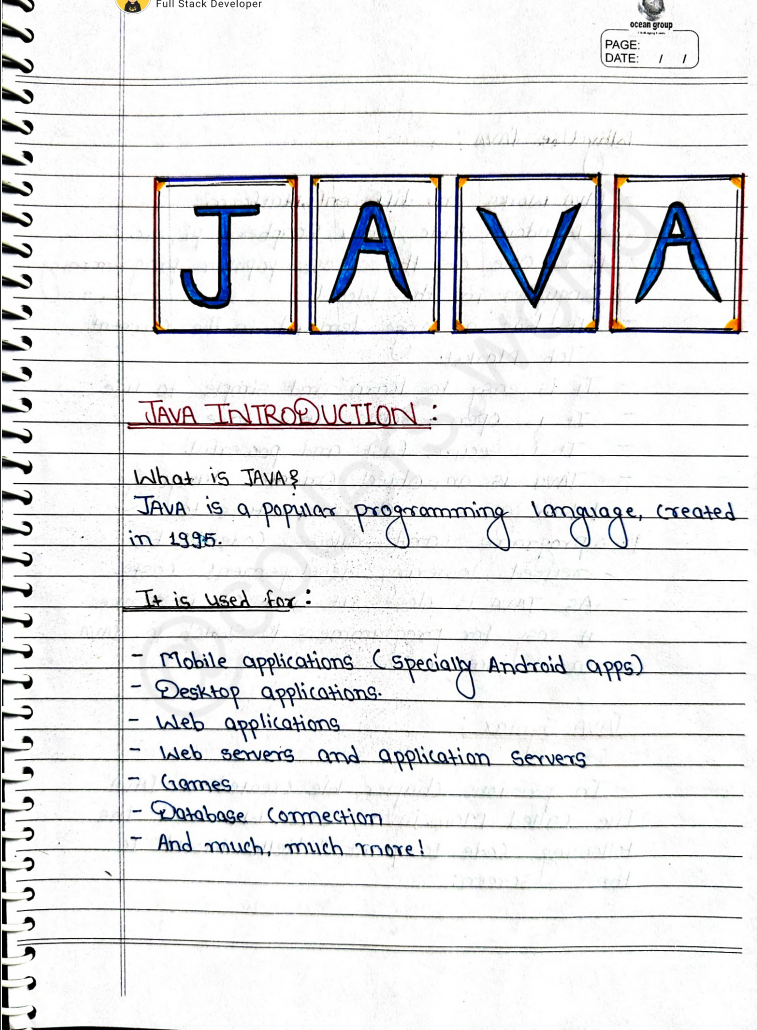 Full Stack Developer
ocean group
PAGE:
DATE: / /
JAVA
JAVA INTRODUCTION :
What is JAVA?
JAVA is a popular programming language, created
in 1995.
It is used for :
- Mobile applications (specially Android apps)
- Desktop applications.
- Web applications
- Web servers and application servers
- Games
- Database connection
- And much, much more!
@coders.world